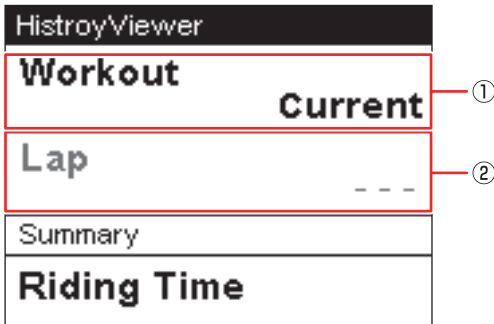 HistroyViewer
Workout
Current
①
Lap
- - -
②
Summary
Riding Time